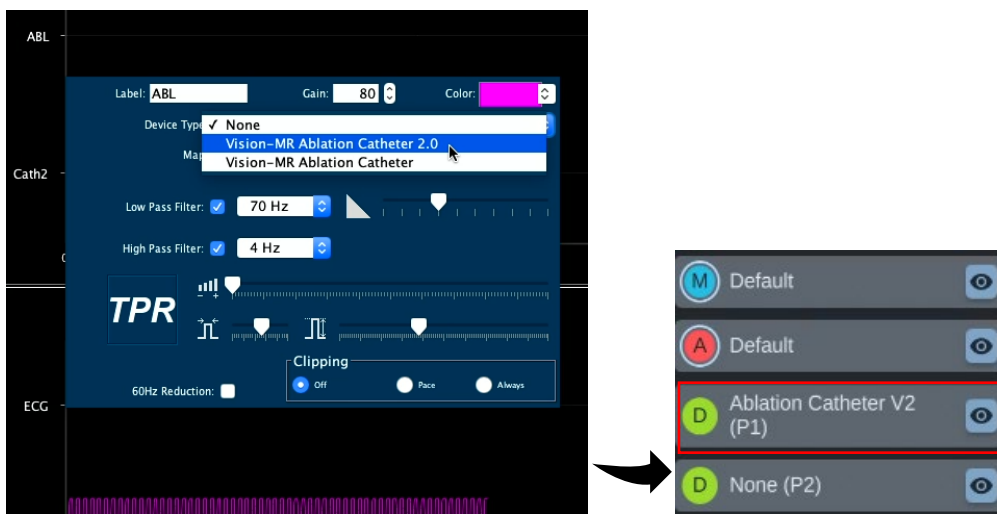 ABL
Label: ABL Gain: 80 Color:
Device Type ✓ None
Vision-MR Ablation Catheter 2.0
Map
Vision-MR Ablation Catheter
Cath2
Low Pass Filter: 70 Hz
High Pass Filter: 4 Hz
0
TPR
- +
Clipping
60Hz Reduction: Off Pace Always
ECG
M Default
A Default
D Ablation Catheter V2
(P1)
D None (P2)